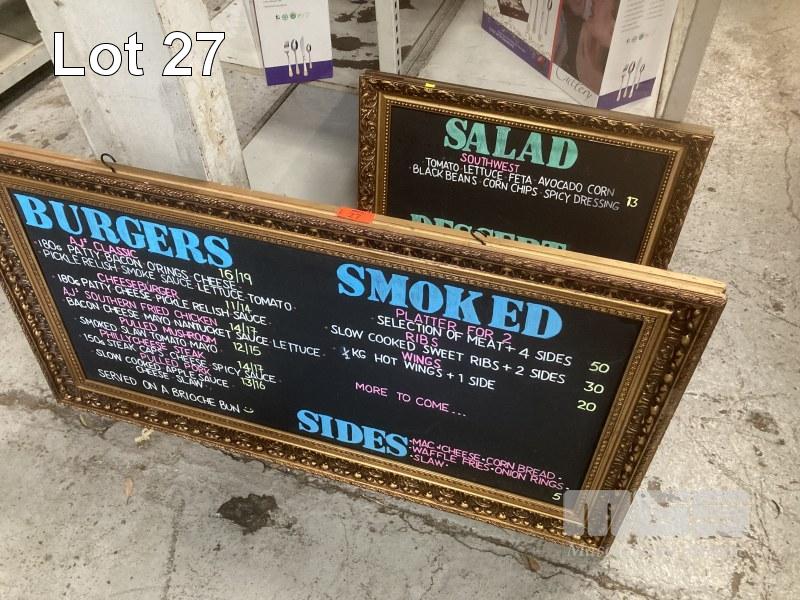 Lot 27
Cutlery
SALAD
SOUTHWEST
TOMATO LETTUCE FETA AVOCADO CORN
BLACK BEANS CORN CHIPS SPICY DRESSING 13
DESSERT
27
BURGERS
AJ'S CLASSIC
180g PATTY BACON O'RINGS CHEESE 16/19
PICKLE RELISH SMOKE SAUCE LETTUCE TOMATO
CHEESEBURGER
180g PATTY CHEESE PICKLE RELISH SAUCE 11/14
AJ'S SOUTHERN FRIED CHICKEN
BACON CHEESE MAYO NANTUCKET SAUCE LETTUCE 14/17
PULLED MUSHROOM
SMOKED SLAW TOMATO MAYO 12/15
PHILLYCHEESE STEAK
150g STEAK CAPS CHEESE SPICY SAUCE 14/17
PULLED PORK
SLOW COOKED APPLE SAUCE 13/16
CHEESE SLAW
SERVED ON A BRIOCHE BUN
SMOKED
PLATTER FOR 2
SELECTION OF MEAT + 4 SIDES 50
RIBS
SLOW COOKED SWEET RIBS + 2 SIDES 30
WINGS
½KG HOT WINGS + 1 SIDE 20
MORE TO COME...
SIDES
MAC+CHEESE CORN BREAD
WAFFLE FRIES ONION RINGS
SLAW 5